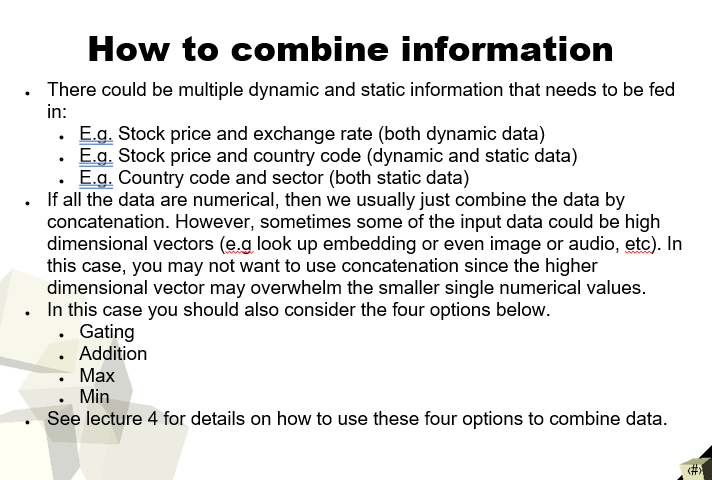 How to combine information
• There could be multiple dynamic and static information that needs to be fed
in:
• E.g. Stock price and exchange rate (both dynamic data)
• E.g. Stock price and country code (dynamic and static data)
• E.g. Country code and sector (both static data)
• If all the data are numerical, then we usually just combine the data by
concatenation. However, sometimes some of the input data could be high
dimensional vectors (e.g look up embedding or even image or audio, etc). In
this case, you may not want to use concatenation since the higher
dimensional vector may overwhelm the smaller single numerical values.
• In this case you should also consider the four options below.
• Gating
• Addition
• Max
• Min
• See lecture 4 for details on how to use these four options to combine data.
‹#›